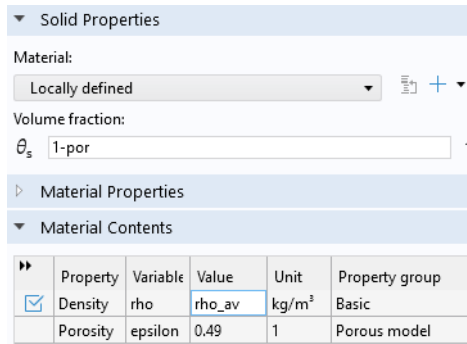 Solid Properties
Material:
Locally defined
Volume fraction:
θs 1-por
Material Properties
Material Contents
Property Variable Value Unit Property group
Density rho rho_av kg/m³ Basic
Porosity epsilon 0.49 1 Porous model